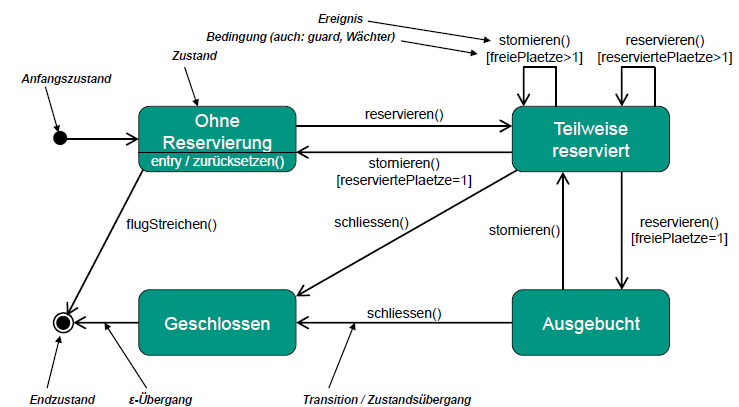 Ereignis
Bedingung (auch: guard, Wächter)
stornieren()
[freiePlaetze>1]
reservieren()
[reserviertePlaetze>1]
Zustand
Anfangszustand
Ohne
Reservierung
entry / zurücksetzen()
reservieren()
Teilweise
reserviert
stornieren()
[reserviertePlaetze=1]
flugStreichen()
schliessen()
stornieren()
reservieren()
[freiePlaetze=1]
Geschlossen
schliessen()
Ausgebucht
Endzustand
ε-Übergang
Transition / Zustandsübergang